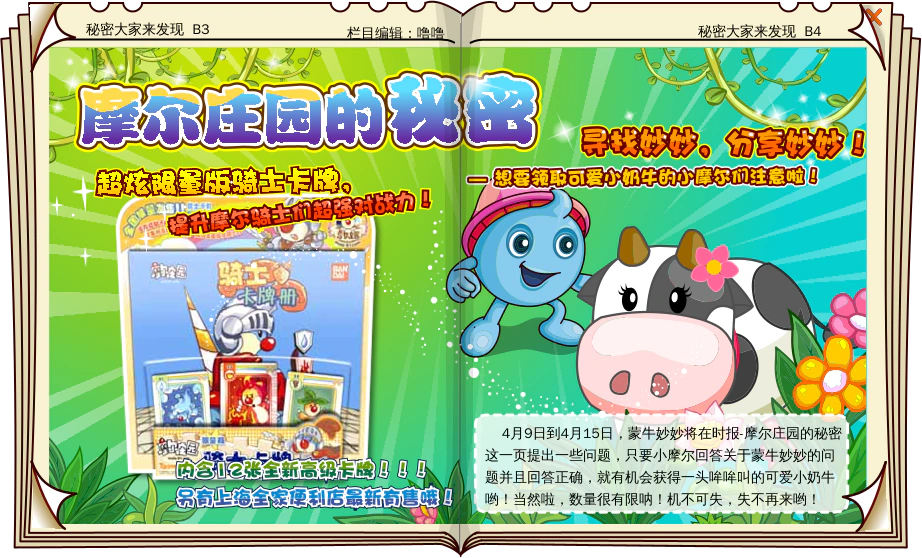 秘密大家来发现 B3
栏目编辑：噜噜
秘密大家来发现 B4
摩尔庄园的秘密
超炫限量版骑士卡牌，
提升摩尔骑士们超强对战力！
骑士
卡牌册
BAN
DAI
内含12张全新高级卡牌！！！
另有上海全家便利店最新有售哦！
寻找妙妙，分享妙妙！
— 想要领取可爱小奶牛的小摩尔们注意啦！
4月9日到4月15日，蒙牛妙妙将在时报-摩尔庄园的秘密
这一页提出一些问题，只要小摩尔回答关于蒙牛妙妙的问
题并且回答正确，就有机会获得一头哞哞叫的可爱小奶牛
哟！当然啦，数量很有限呐！机不可失，失不再来哟！